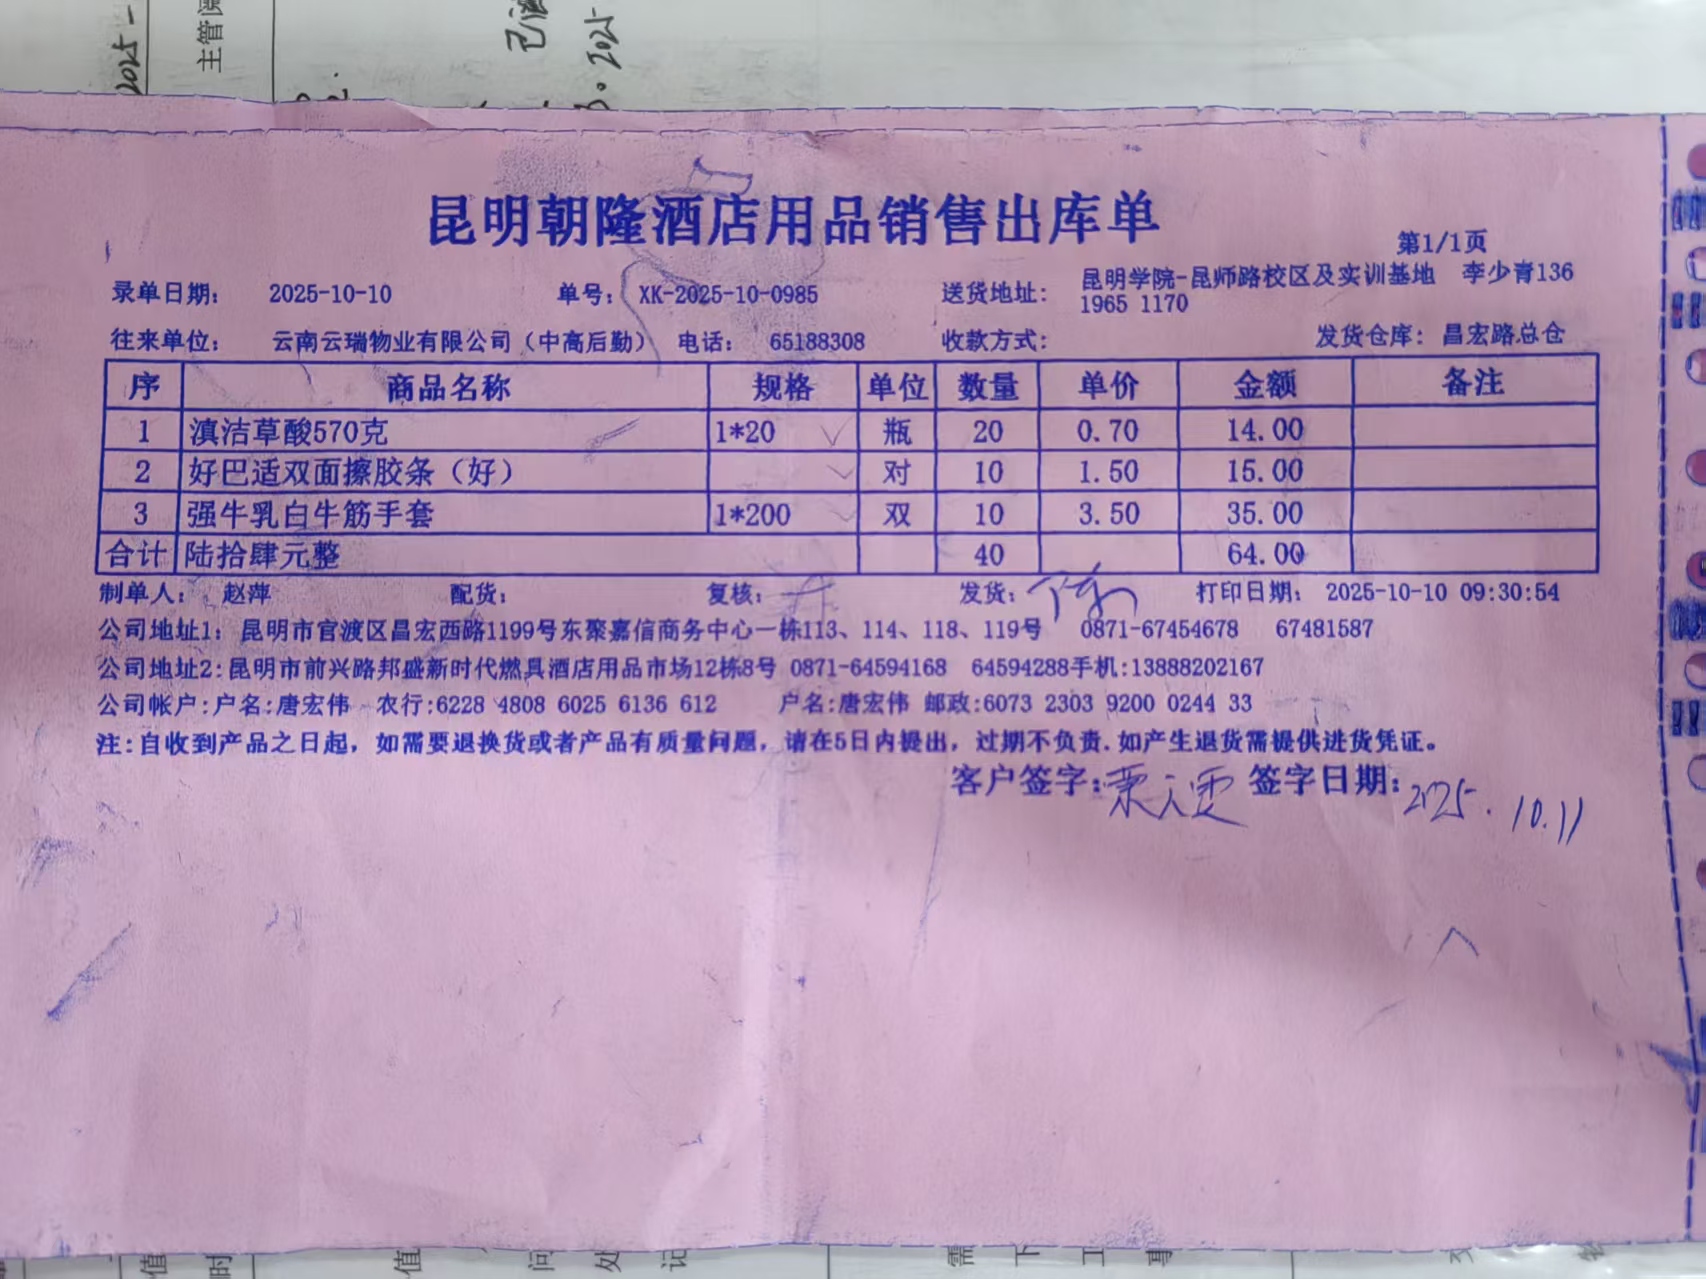 2025-
主管
2025
昆明朝隆酒店用品销售出库单
第1/1页
录单日期: 2025-10-10 单号: XK-2025-10-0985 送货地址: 昆明学院-昆师路校区及实训基地 李少青136
1965 1170
往来单位: 云南云瑞物业有限公司（中高后勤） 电话: 65188308 收款方式: 发货仓库: 昌宏路总仓
序 商品名称 规格 单位 数量 单价 金额 备注
1 滇洁草酸570克 1*20 瓶 20 0.70 14.00
2 好巴适双面擦胶条（好） 对 10 1.50 15.00
3 强牛乳白牛筋手套 1*200 双 10 3.50 35.00
合计 陆拾肆元整 40 64.00
制单人: 赵萍 配货: 复核: 发货: 打印日期: 2025-10-10 09:30:54
公司地址1: 昆明市官渡区昌宏西路1199号东聚嘉信商务中心一栋113、114、118、119号 0871-67454678 67481587
公司地址2:昆明市前兴路邦盛新时代燃具酒店用品市场12栋8号 0871-64594168 64594288手机:13888202167
公司帐户:户名:唐宏伟 农行:6228 4808 6025 6136 612 户名:唐宏伟 邮政:6073 2303 9200 0244 33
注:自收到产品之日起，如需要退换货或者产品有质量问题，请在5日内提出，过期不负责.如产生退货需提供进货凭证。
客户签字: 签字日期: 2025.10.11
值 时 值 问 处 记 需 下 工 事